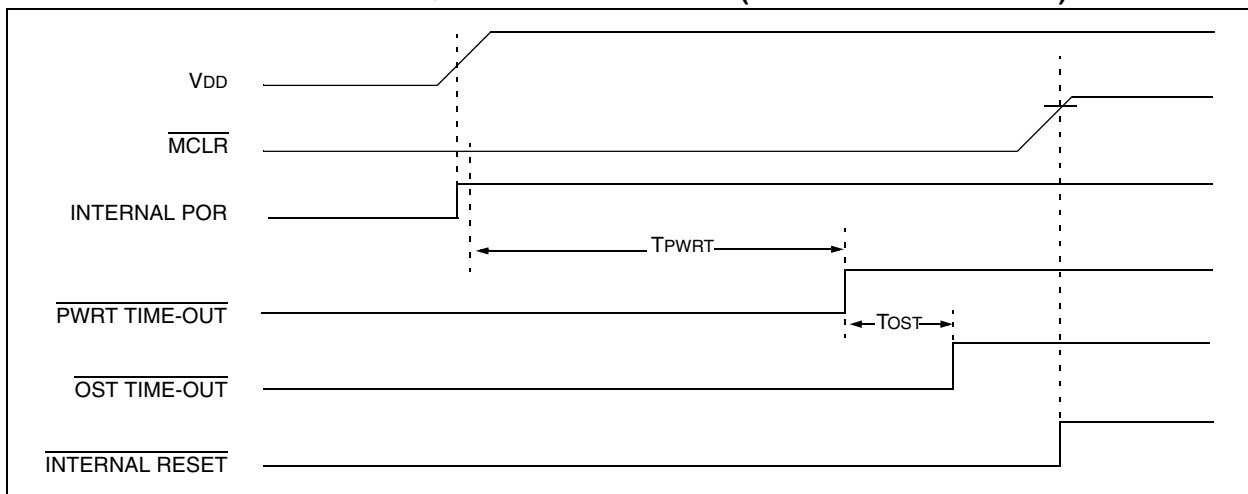 VDD
MCLR
INTERNAL POR
TPWRT
PWRT TIME-OUT
TOST
OST TIME-OUT
INTERNAL RESET